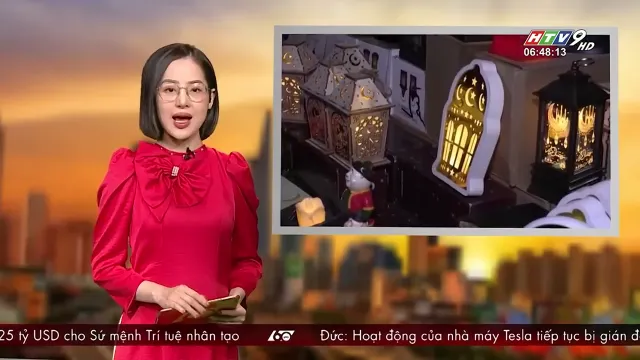 HTV9 HD
06:48:13
25 tỷ USD cho Sứ mệnh Trí tuệ nhân tạo
60
Đức: Hoạt động của nhà máy Tesla tiếp tục bị gián đ